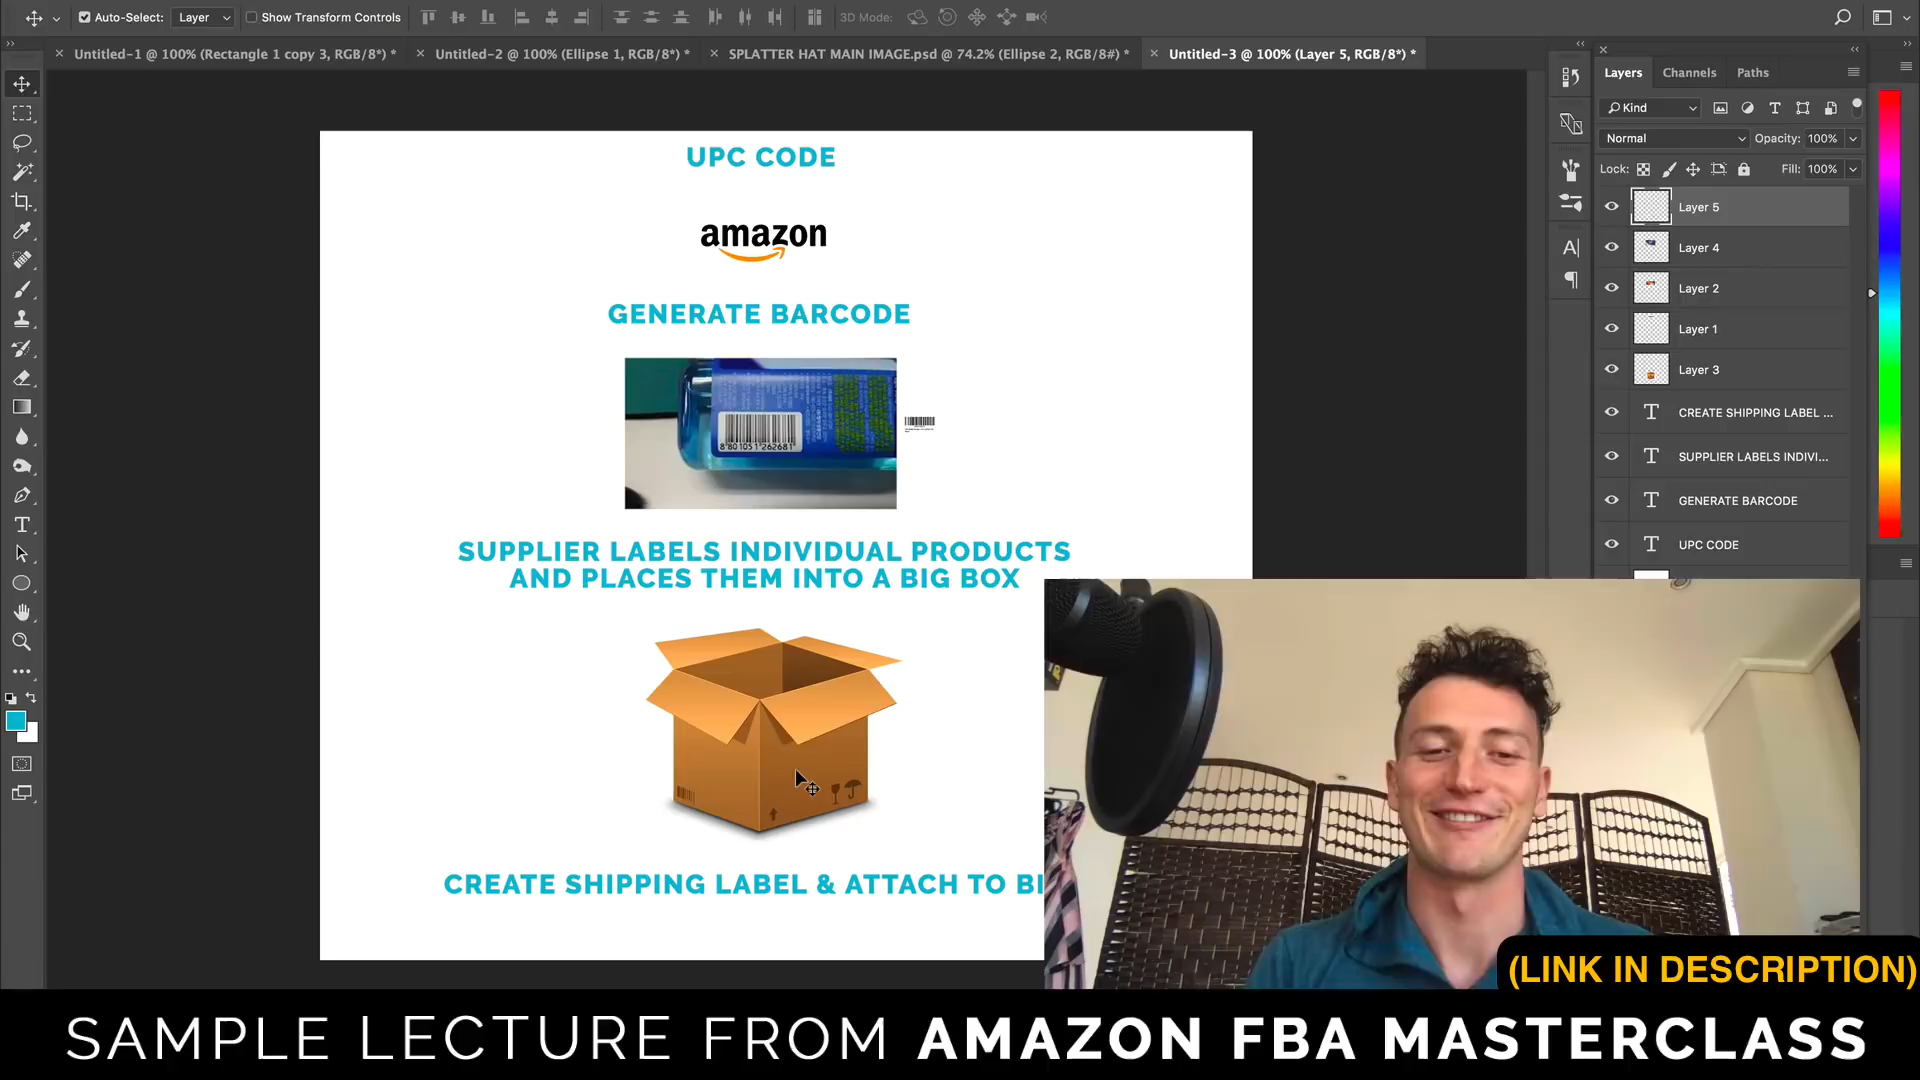 Auto-Select:
Layer
Show Transform Controls
3D Mode:
Untitled-1 @ 100% (Rectangle 1 copy 3, RGB/8*) *
Untitled-2 @ 100% (Ellipse 1, RGB/8*) *
SPLATTER HAT MAIN IMAGE.psd @ 74.2% (Ellipse 2, RGB/8#) *
Untitled-3 @ 100% (Layer 5, RGB/8*) *
Layers
Channels
Paths
Kind
Normal
Opacity: 100%
Lock:
Fill: 100%
Layer 5
Layer 4
Layer 2
Layer 1
Layer 3
CREATE SHIPPING LABEL ...
SUPPLIER LABELS INDIVI...
GENERATE BARCODE
UPC CODE
UPC CODE
amazon
GENERATE BARCODE
8 801051 262681
SUPPLIER LABELS INDIVIDUAL PRODUCTS
AND PLACES THEM INTO A BIG BOX
CREATE SHIPPING LABEL & ATTACH TO BI
(LINK IN DESCRIPTION)
SAMPLE LECTURE FROM AMAZON FBA MASTERCLASS